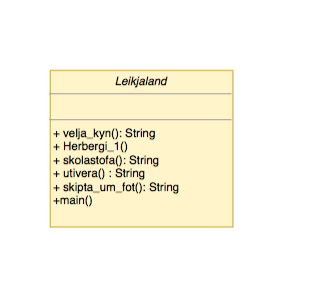 Leikjaland
+ velja_kyn(): String
+ Herbergi_1()
+ skolastofa(): String
+ utivera() : String
+ skipta_um_fot(): String
+main()